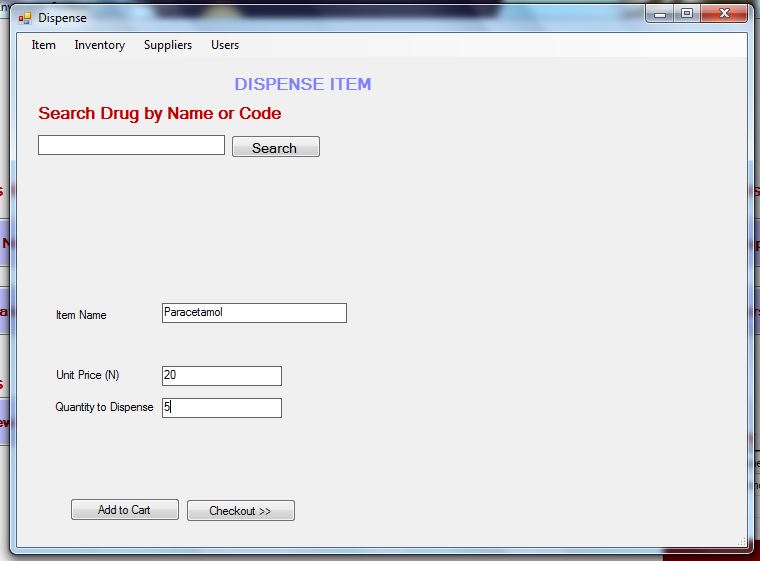 Dispense
Item Inventory Suppliers Users
DISPENSE ITEM
Search Drug by Name or Code
Search
Item Name Paracetamol
Unit Price (N) 20
Quantity to Dispense 5
Add to Cart Checkout >>